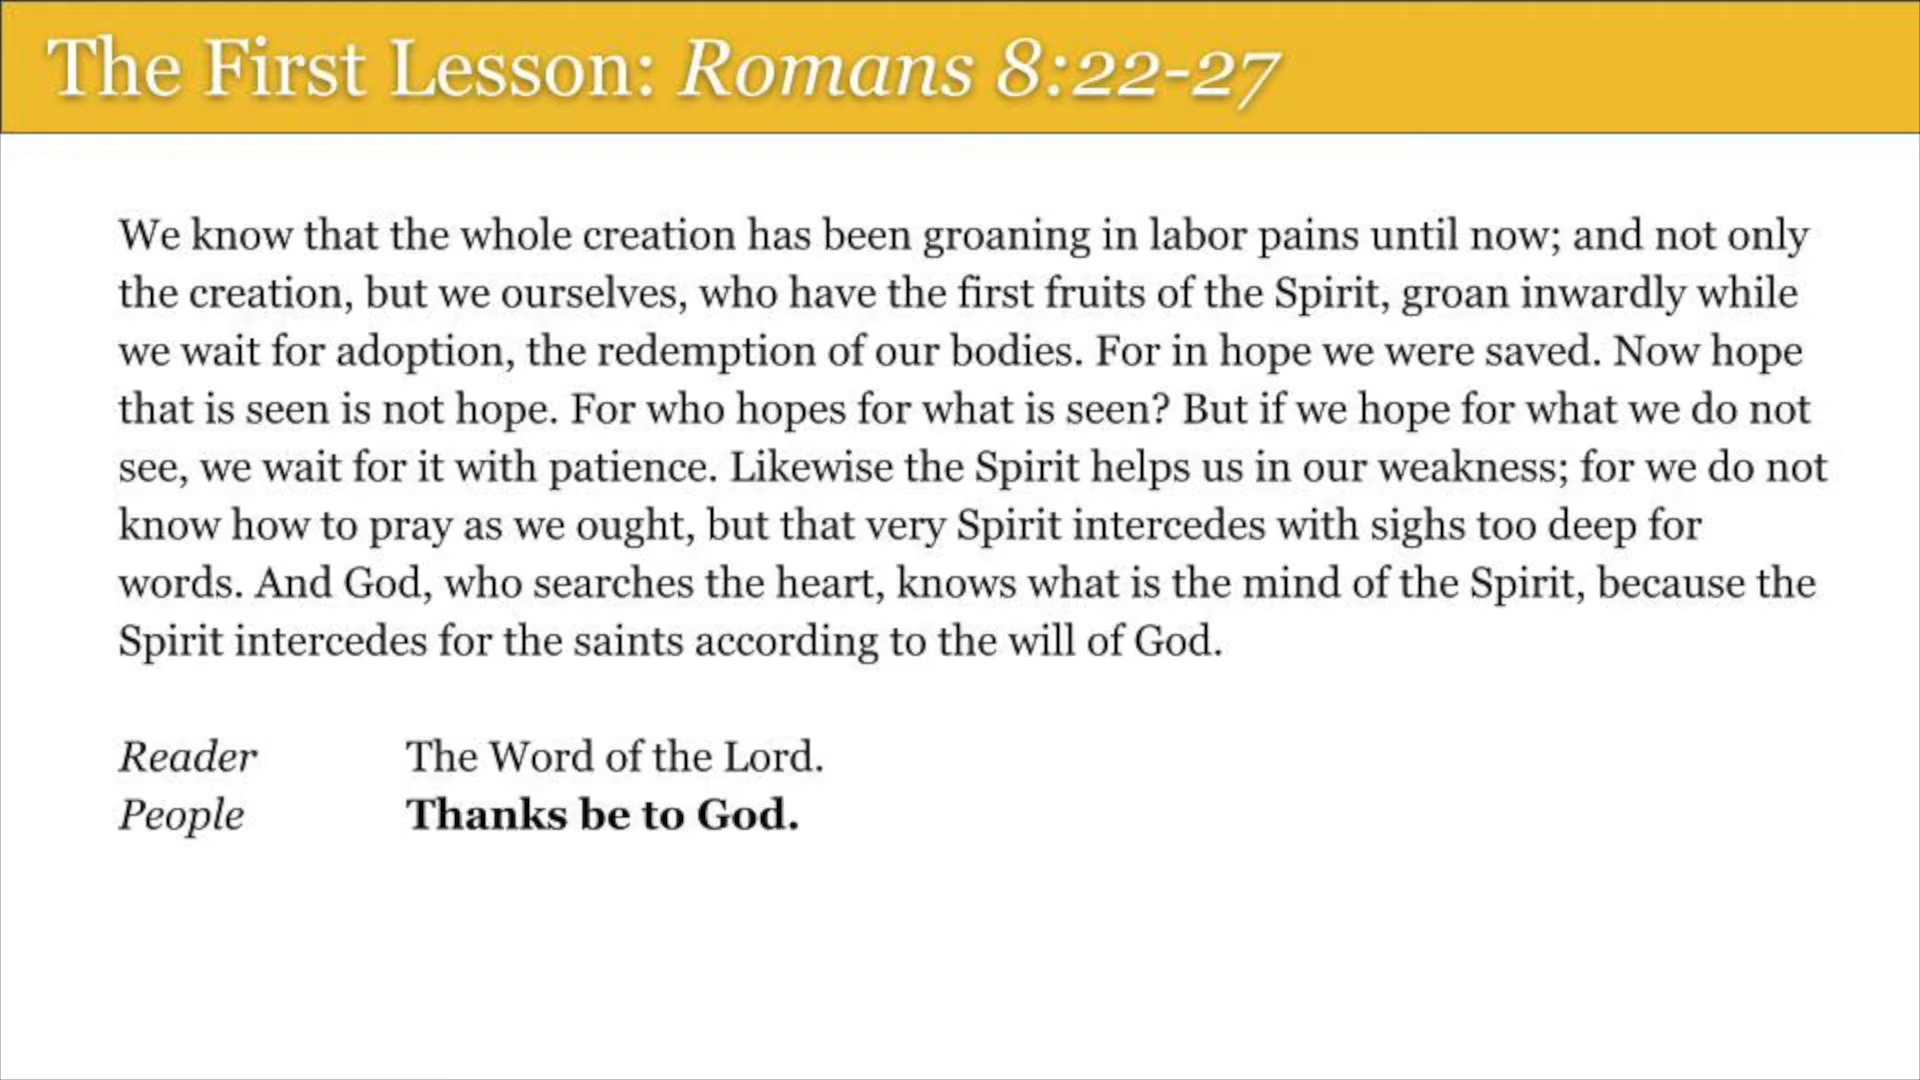 The First Lesson: Romans 8:22-27
We know that the whole creation has been groaning in labor pains until now; and not only
the creation, but we ourselves, who have the first fruits of the Spirit, groan inwardly while
we wait for adoption, the redemption of our bodies. For in hope we were saved. Now hope
that is seen is not hope. For who hopes for what is seen? But if we hope for what we do not
see, we wait for it with patience. Likewise the Spirit helps us in our weakness; for we do not
know how to pray as we ought, but that very Spirit intercedes with sighs too deep for
words. And God, who searches the heart, knows what is the mind of the Spirit, because the
Spirit intercedes for the saints according to the will of God.
Reader The Word of the Lord.
People Thanks be to God.